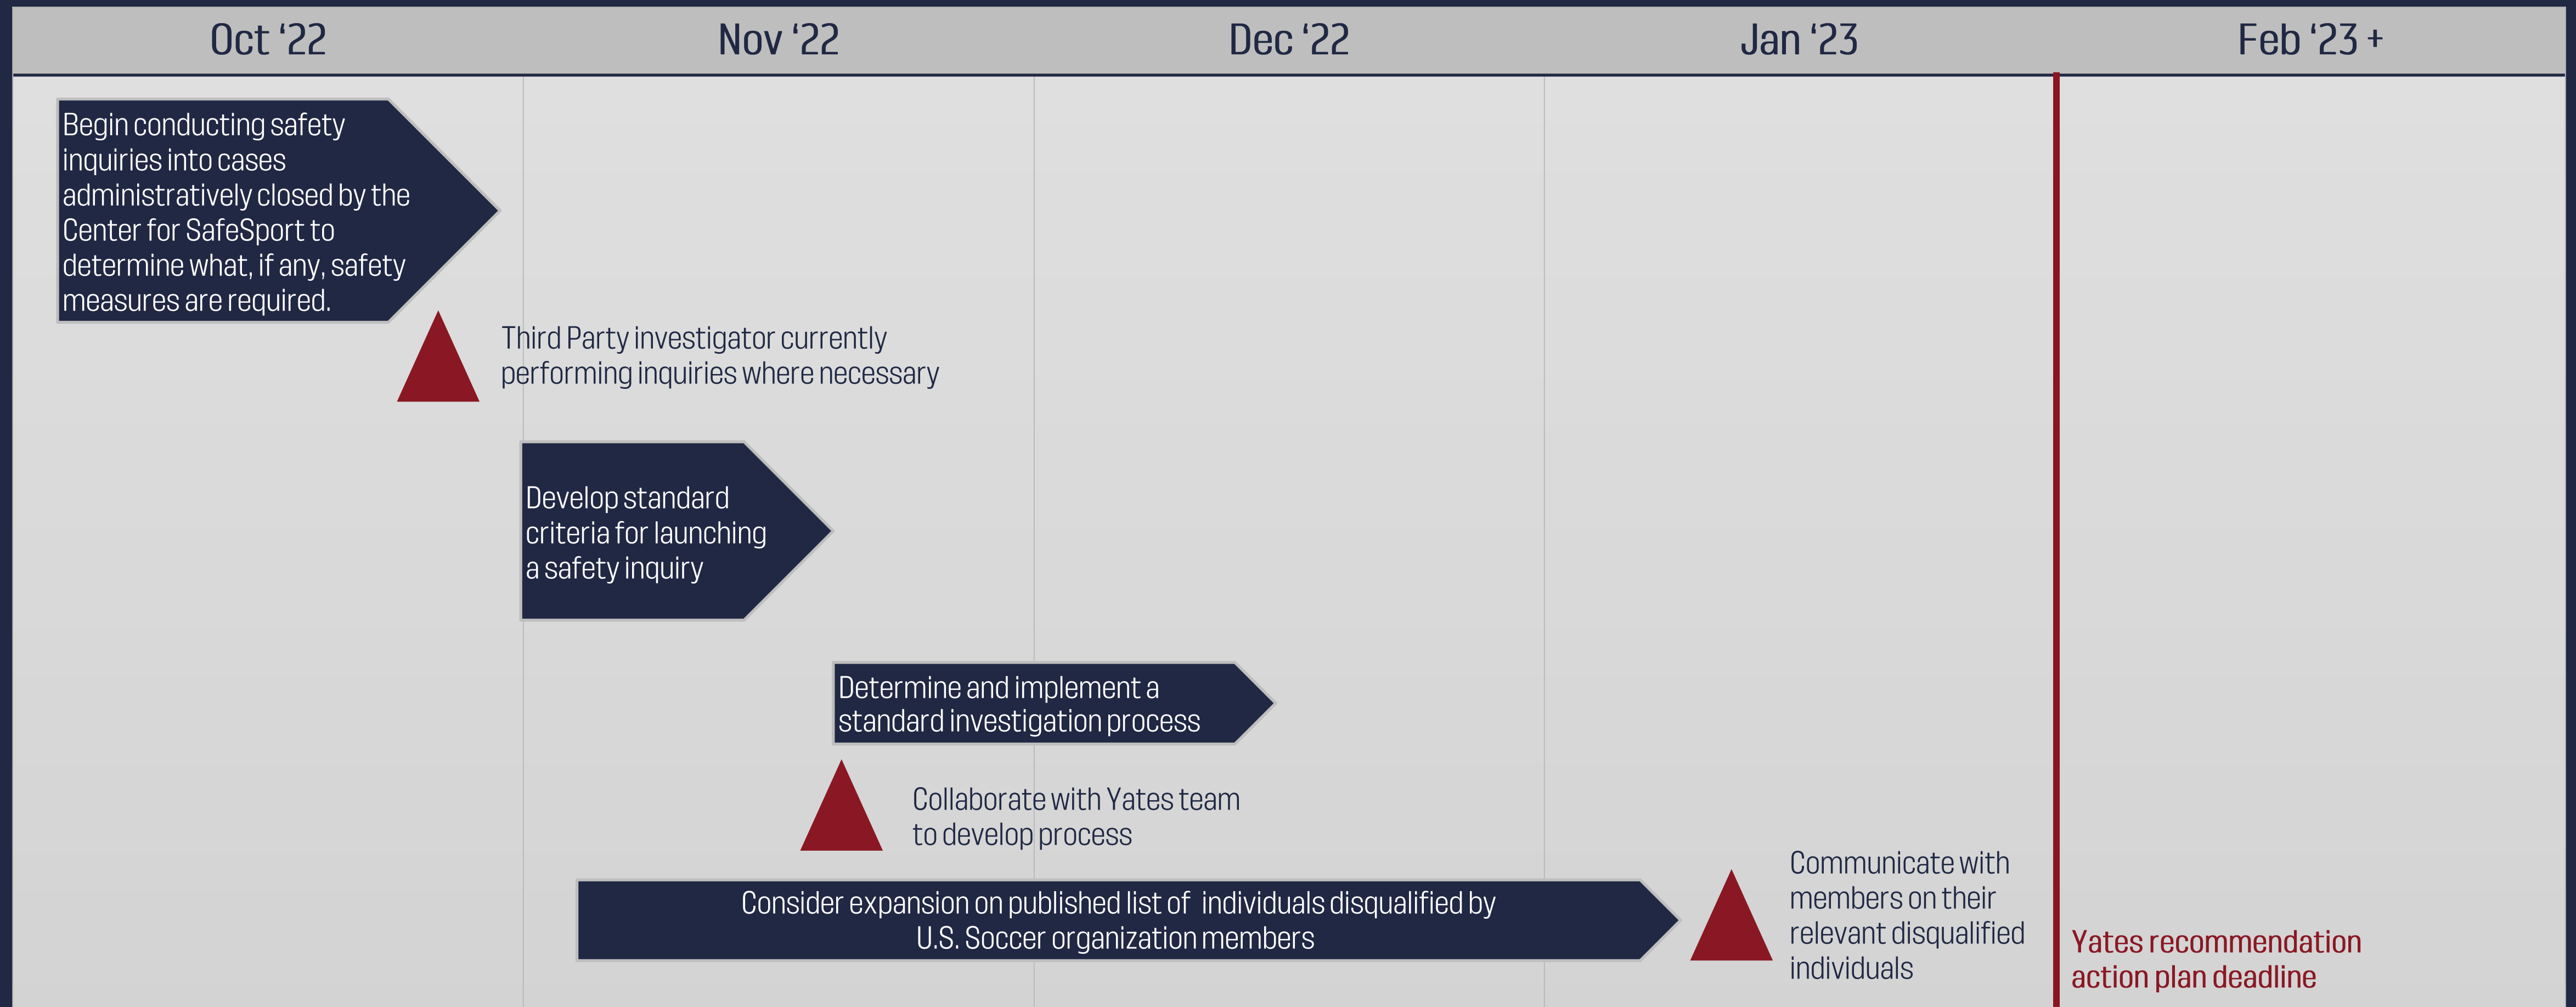 Oct ‘22
Nov ‘22
Dec ‘22
Jan ‘23
Feb ‘23 +
Begin conducting safety
inquiries into cases
administratively closed by the
Center for SafeSport to
determine what, if any, safety
measures are required.
Third Party investigator currently
performing inquiries where necessary
Develop standard
criteria for launching
a safety inquiry
Determine and implement a
standard investigation process
Collaborate with Yates team
to develop process
Consider expansion on published list of individuals disqualified by
U.S. Soccer organization members
Communicate with
members on their
relevant disqualified
individuals
Yates recommendation
action plan deadline